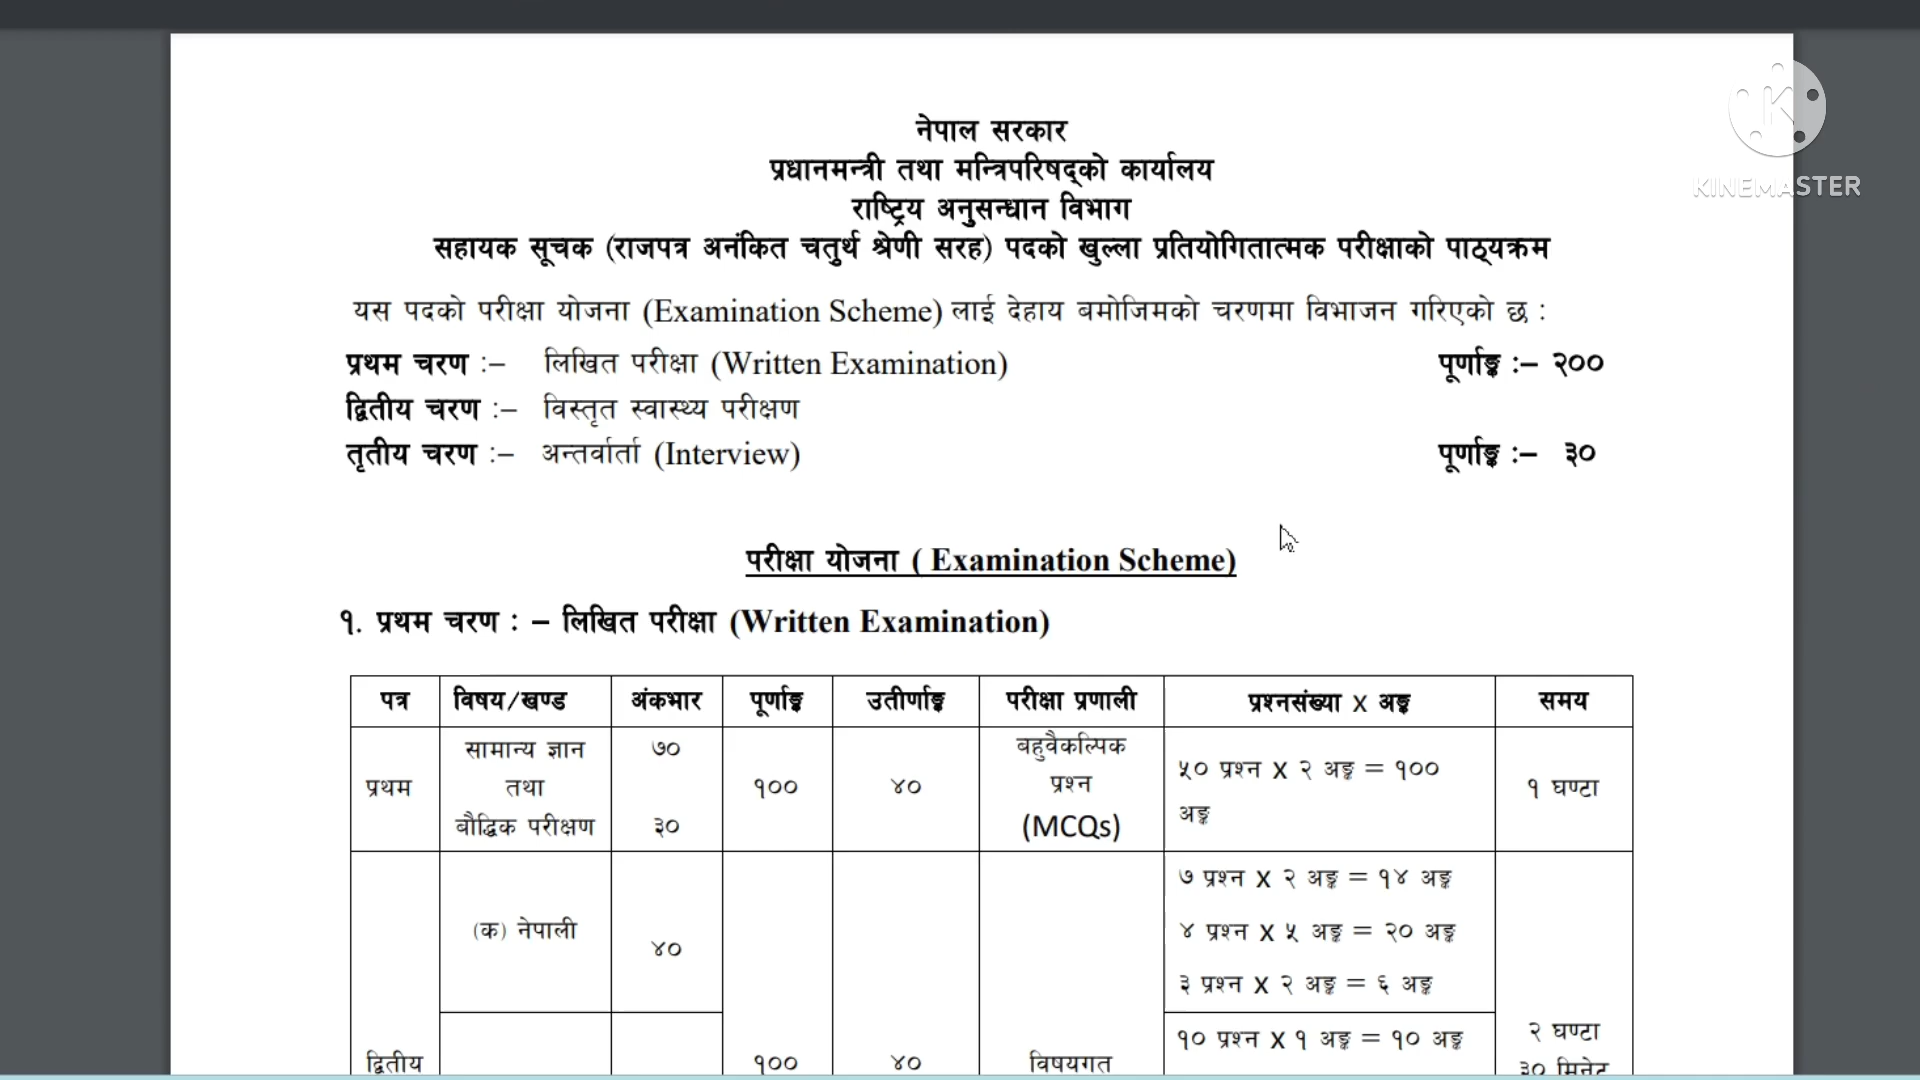 नेपाल सरकार
प्रधानमन्त्री तथा मन्त्रिपरिषद्को कार्यालय
राष्ट्रिय अनुसन्धान विभाग
सहायक सूचक (राजपत्र अनंकित चतुर्थ श्रेणी सरह) पदको खुल्ला प्रतियोगितात्मक परीक्षाको पाठ्यक्रम
KINEMASTER
यस पदको परीक्षा योजना (Examination Scheme) लाई देहाय बमोजिमको चरणमा विभाजन गरिएको छ :
प्रथम चरण :– लिखित परीक्षा (Written Examination) पूर्णाङ्क :– २००
द्वितीय चरण :– विस्तृत स्वास्थ्य परीक्षण
तृतीय चरण :– अन्तर्वार्ता (Interview) पूर्णाङ्क :– ३०
परीक्षा योजना ( Examination Scheme)
१. प्रथम चरण : – लिखित परीक्षा (Written Examination)
पत्र विषय/खण्ड अंकभार पूर्णाङ्क उतीर्णाङ्क परीक्षा प्रणाली प्रश्नसंख्या x अङ्क समय
प्रथम सामान्य ज्ञान तथा बौद्धिक परीक्षण ७० ३० १०० ४० बहुवैकल्पिक प्रश्न (MCQs) ५० प्रश्न x २ अङ्क = १०० अङ्क १ घण्टा
(क) नेपाली ४० ७ प्रश्न x २ अङ्क = १४ अङ्क
४ प्रश्न x ५ अङ्क = २० अङ्क
३ प्रश्न x २ अङ्क = ६ अङ्क
१० प्रश्न x १ अङ्क = १० अङ्क
द्वितीय १०० ४० विषयगत २ घण्टा ३० मिनेट